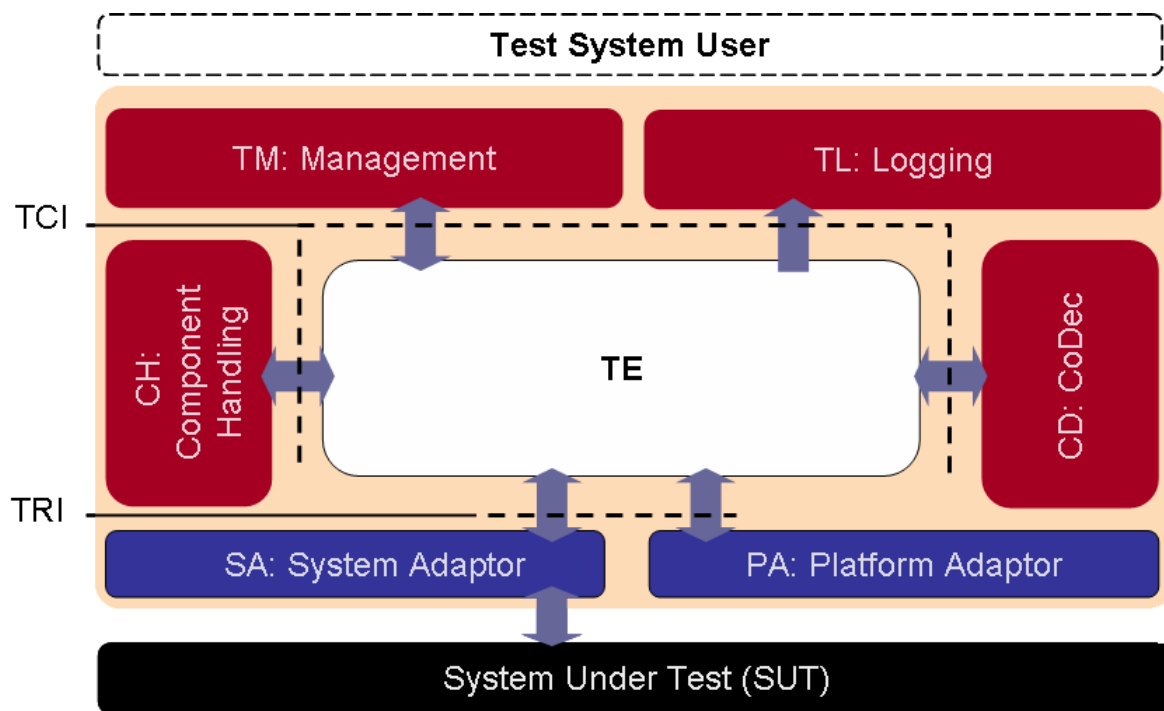 Test System User
TM: Management
TL: Logging
TCI
CH:
Component
Handling
TE
CD: CoDec
TRI
SA: System Adaptor
PA: Platform Adaptor
System Under Test (SUT)